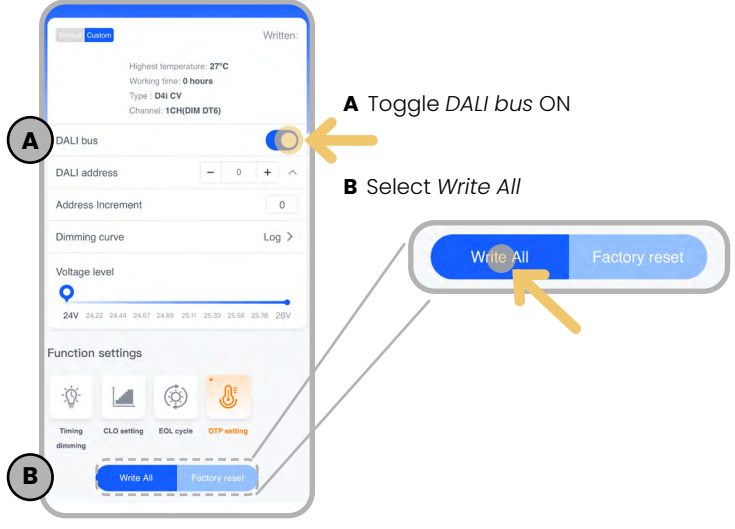 Default Custom Written:
Highest temperature: 27°C
Working time: 0 hours
Type : D4i CV
Channel: 1CH(DIM DT6)
A
DALI bus
DALI address - 0 +
Address Increment 0
Dimming curve Log >
Voltage level
24V 24.22 24.44 24.67 24.89 25.11 25.33 25.56 25.78 26V
Function settings
Timing dimming
CLO setting
EOL cycle
OTP setting
B
Write All Factory reset
A Toggle DALI bus ON
B Select Write All
Write All Factory reset